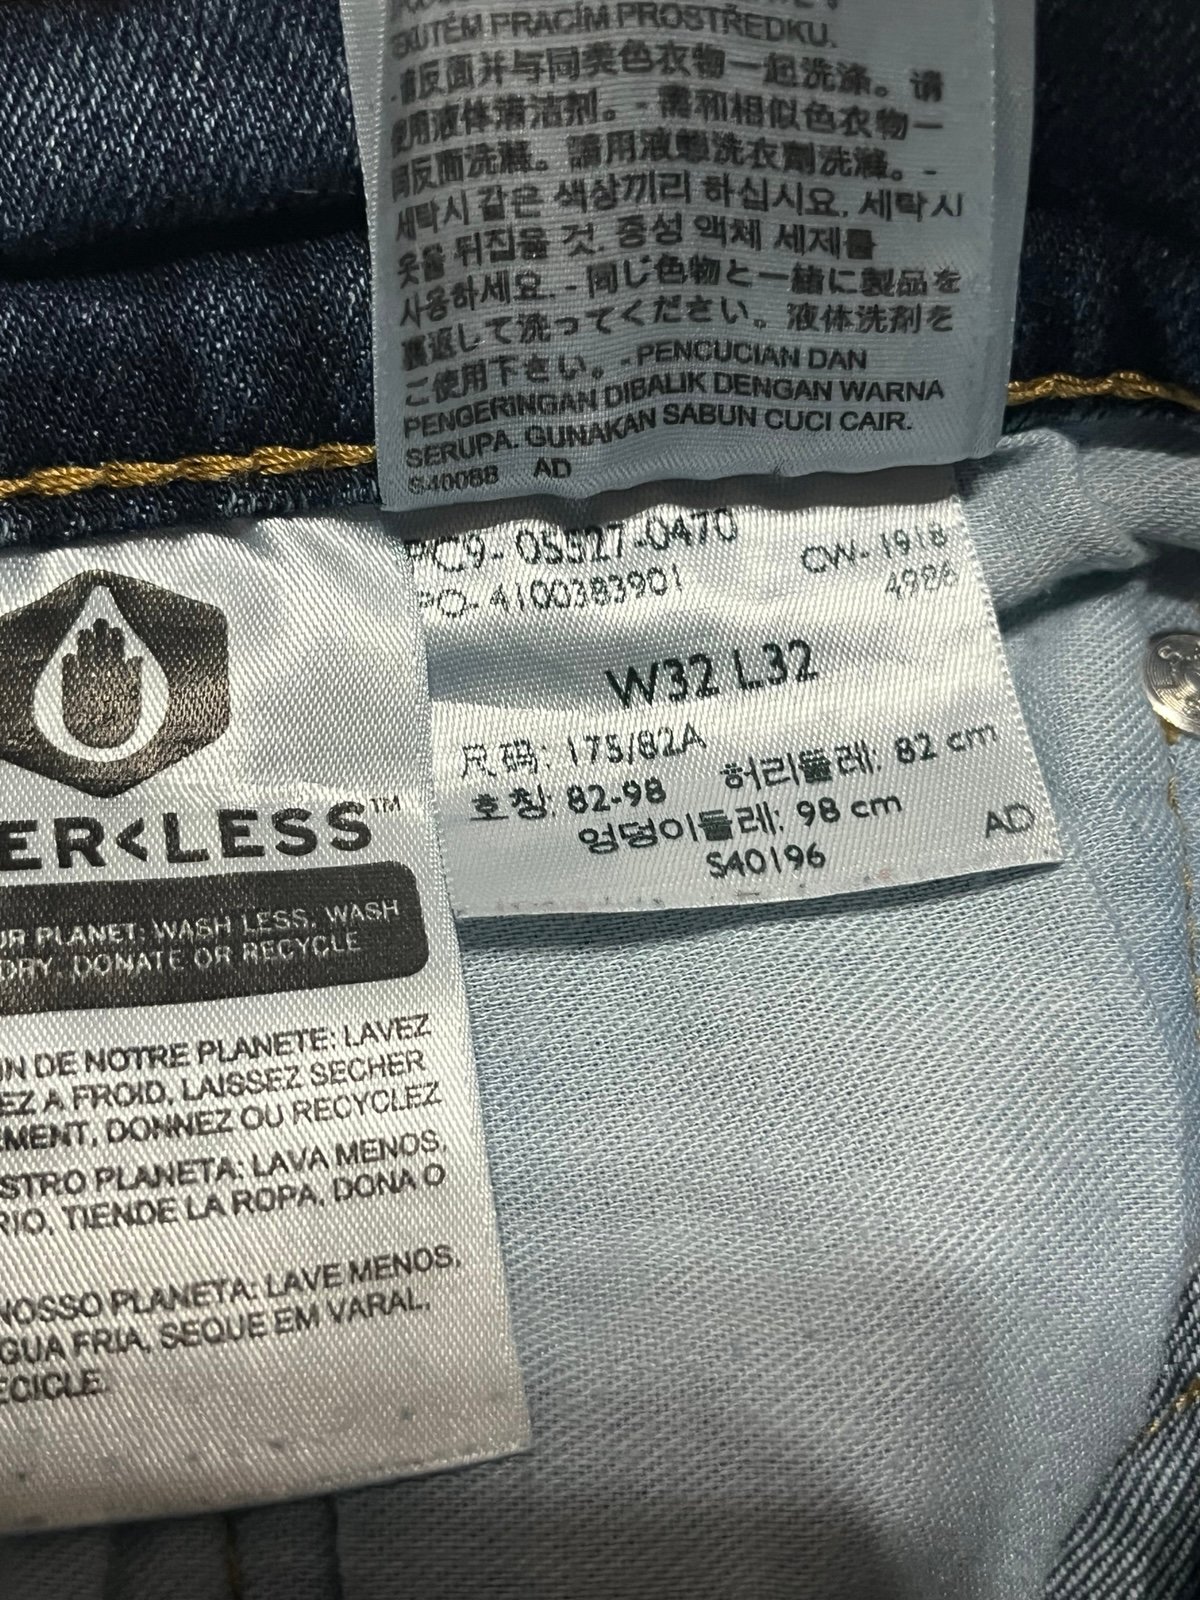 EKUTÉM PRACÍM PROSTŘEDKU.
-请反面并与同类色衣物一起洗涤。请
使用液体清洁剂。-需和相似色衣物一
同反面洗滌。請用液態洗衣劑洗滌。-
세탁시 같은 색상끼리 하십시요. 세탁시
옷을 뒤집을 것. 중성 액체 세제를
사용하세요. - 同じ色物と一緒に製品を
裏返して洗ってください。液体洗剤を
ご使用下さい。- PENCUCIAN DAN
PENGERINGAN DIBALIK DENGAN WARNA
SERUPA. GUNAKAN SABUN CUCI CAIR.
S40088 AD
PC9- 05527-0470
CW- 1918
PO- 4100383901
4986
W32 L32
尺码: 175/82A
호칭: 82-98 허리둘레: 82 cm
엉덩이둘레: 98 cm
S40196 AD
ER<LESS™
UR PLANET: WASH LESS, WASH
DRY, DONATE OR RECYCLE
IN DE NOTRE PLANETE: LAVEZ
EZ A FROID, LAISSEZ SECHER
EMENT, DONNEZ OU RECYCLEZ
STRO PLANETA: LAVA MENOS,
RIO, TIENDE LA ROPA, DONA O
NOSSO PLANETA: LAVE MENOS,
GUA FRIA, SEQUE EM VARAL,
ECICLE.